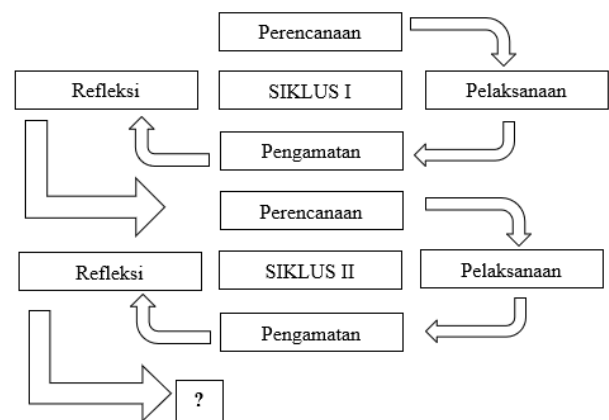 Perencanaan
Refleksi
SIKLUS I
Pelaksanaan
Pengamatan
Perencanaan
Refleksi
SIKLUS II
Pelaksanaan
Pengamatan
?